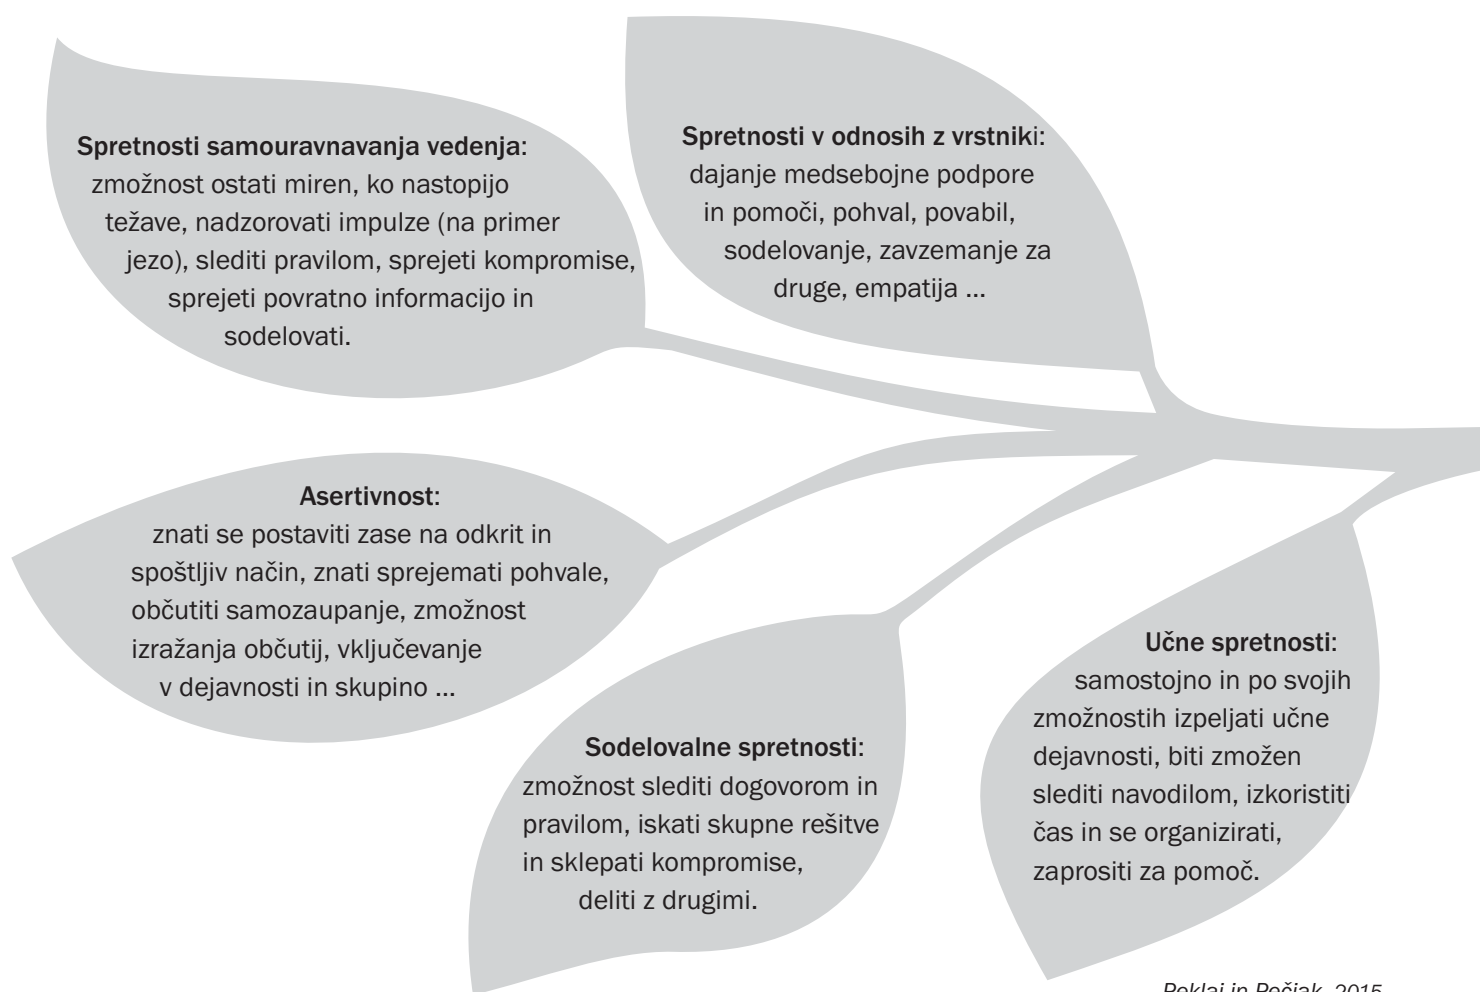 Spretnosti samouravnavanja vedenja:
zmožnost ostati miren, ko nastopijo
težave, nadzorovati impulze (na primer
jezo), slediti pravilom, sprejeti kompromise,
sprejeti povratno informacijo in
sodelovati.
Spretnosti v odnosih z vrstniki:
dajanje medsebojne podpore
in pomoči, pohval, povabil,
sodelovanje, zavzemanje za
druge, empatija ...
Asertivnost:
znati se postaviti zase na odkrit in
spoštljiv način, znati sprejemati pohvale,
občutiti samozaupanje, zmožnost
izražanja občutij, vključevanje
v dejavnosti in skupino ...
Sodelovalne spretnosti:
zmožnost slediti dogovorom in
pravilom, iskati skupne rešitve
in sklepati kompromise,
deliti z drugimi.
Učne spretnosti:
samostojno in po svojih
zmožnostih izpeljati učne
dejavnosti, biti zmožen
slediti navodilom, izkoristiti
čas in se organizirati,
zaprositi za pomoč.
Peklaj in Pečjak, 2015